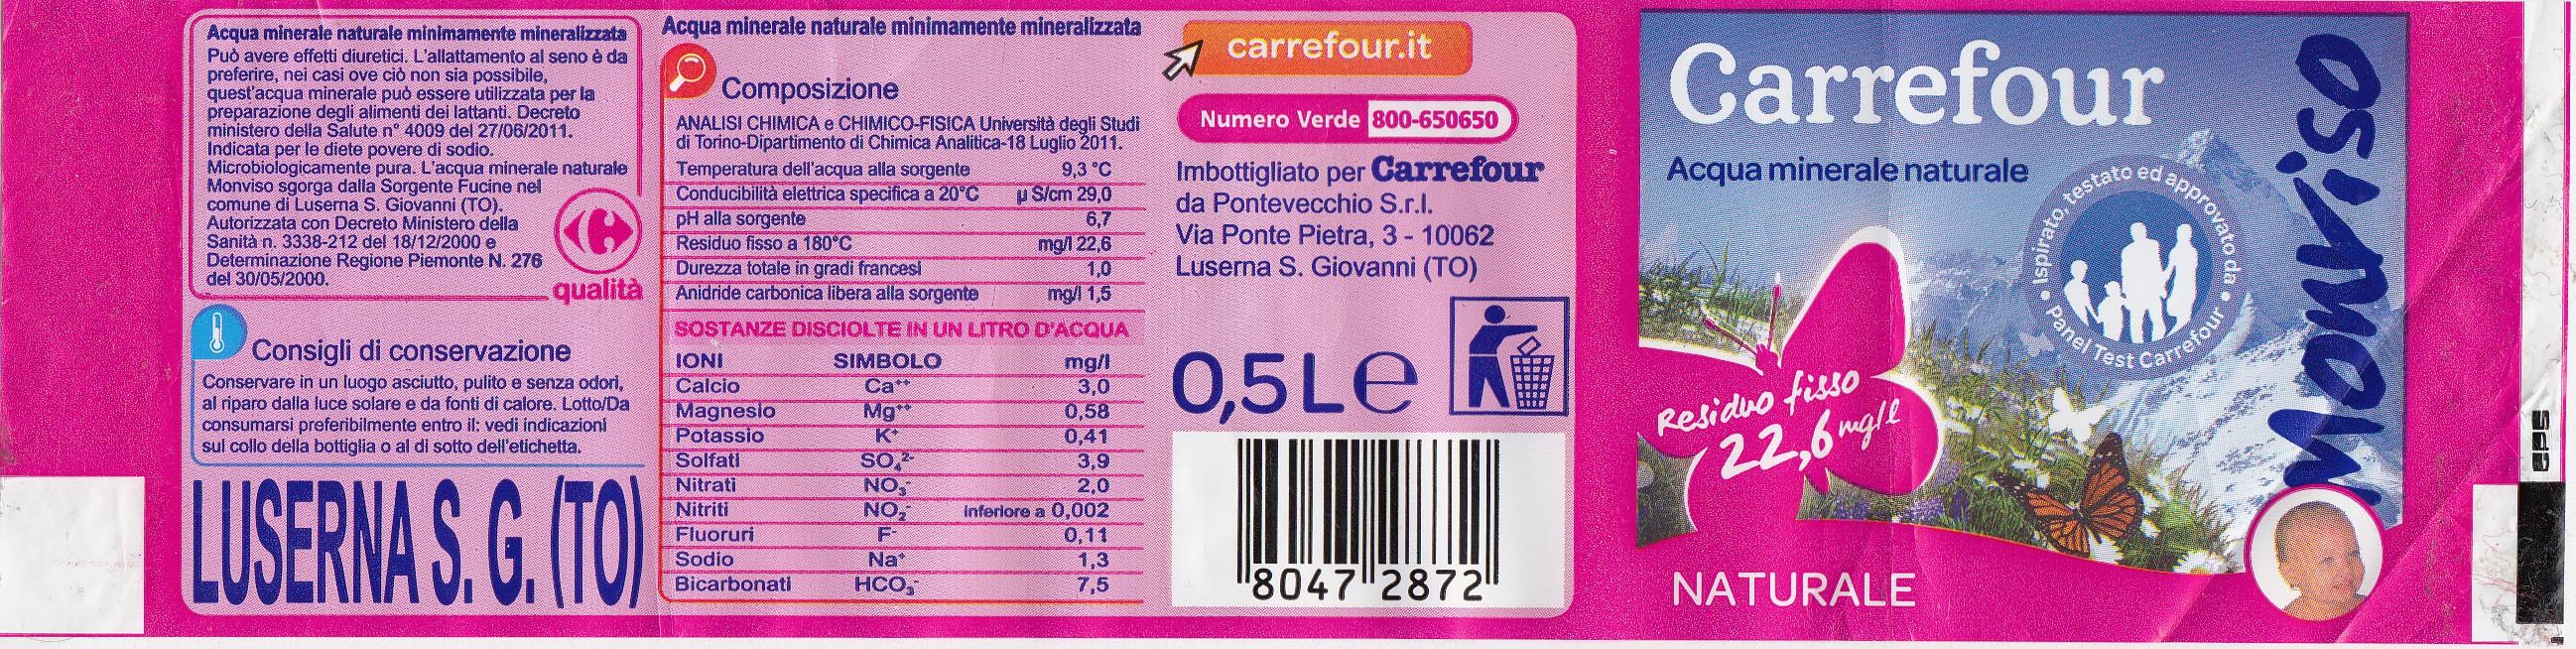 Acqua minerale naturale minimamente mineralizzata
Può avere effetti diuretici. L'allattamento al seno è da
preferire, nei casi ove ciò non sia possibile,
quest'acqua minerale può essere utilizzata per la
preparazione degli alimenti dei lattanti. Decreto
ministero della Salute n° 4009 del 27/06/2011.
Indicata per le diete povere di sodio.
Microbiologicamente pura. L'acqua minerale naturale
Monviso sgorga dalla Sorgente Fucine nel
comune di Luserna S. Giovanni (TO).
Autorizzata con Decreto Ministero della
Sanità n. 3338-212 del 18/12/2000 e
Determinazione Regione Piemonte N. 276
del 30/05/2000.
qualità
Consigli di conservazione
Conservare in un luogo asciutto, pulito e senza odori,
al riparo dalla luce solare e da fonti di calore. Lotto/Da
consumarsi preferibilmente entro il: vedi indicazioni
sul collo della bottiglia o al di sotto dell'etichetta.
LUSERNA S. G. (TO)
Acqua minerale naturale minimamente mineralizzata
Composizione
ANALISI CHIMICA e CHIMICO-FISICA Università degli Studi
di Torino-Dipartimento di Chimica Analitica-18 Luglio 2011.
Temperatura dell'acqua alla sorgente 9,3 °C
Conducibilità elettrica specifica a 20°C µ S/cm 29,0
pH alla sorgente 6,7
Residuo fisso a 180°C mg/l 22,6
Durezza totale in gradi francesi 1,0
Anidride carbonica libera alla sorgente mg/l 1,5
SOSTANZE DISCIOLTE IN UN LITRO D'ACQUA
IONI SIMBOLO mg/l
Calcio Ca⁺⁺ 3,0
Magnesio Mg⁺⁺ 0,58
Potassio K⁺ 0,41
Solfati SO₄²⁻ 3,9
Nitrati NO₃⁻ 2,0
Nitriti NO₂⁻ inferiore a 0,002
Fluoruri F⁻ 0,11
Sodio Na⁺ 1,3
Bicarbonati HCO₃⁻ 7,5
carrefour.it
Numero Verde 800-650650
Imbottigliato per Carrefour
da Pontevecchio S.r.l.
Via Ponte Pietra, 3 - 10062
Luserna S. Giovanni (TO)
0,5L e
8047 2872
Carrefour
Acqua minerale naturale
Monviso
Ispirato, testato ed approvato da
• Panel Test Carrefour •
Residuo fisso
22,6 mg/l
NATURALE